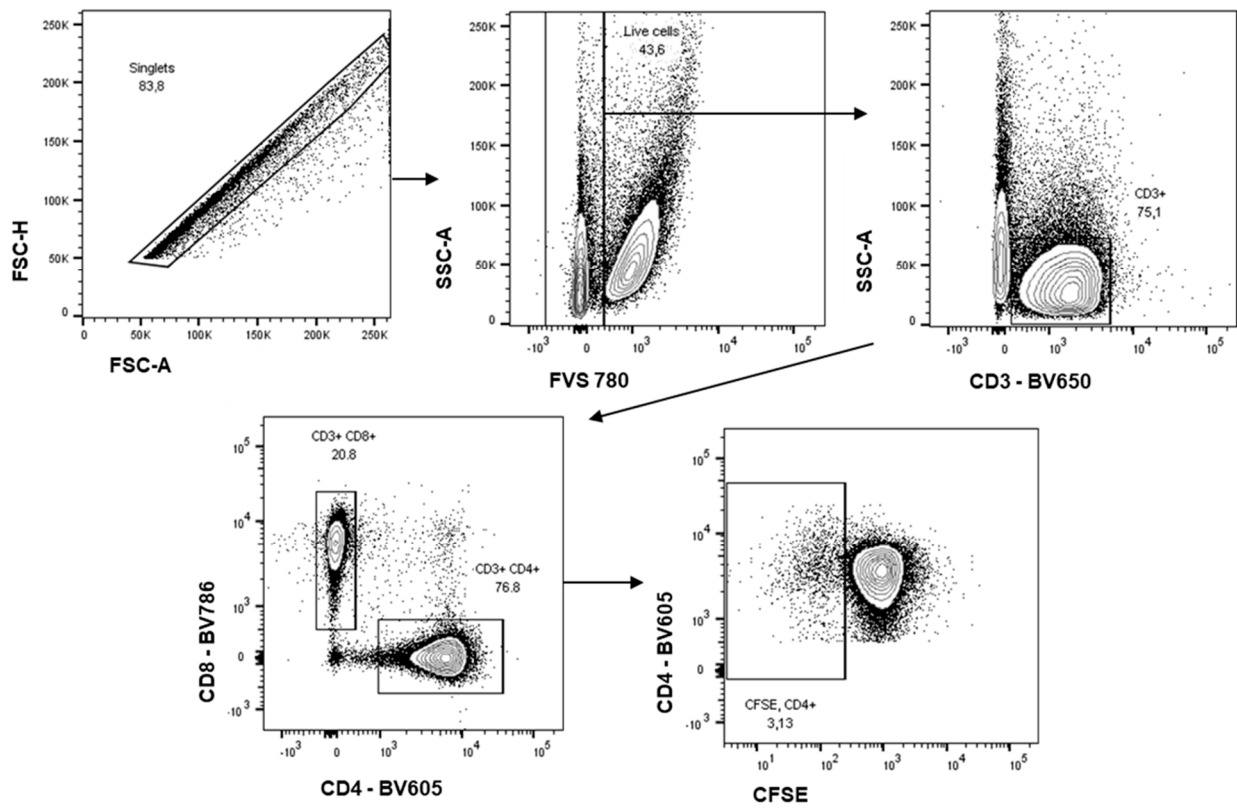 FSC-H
250K
200K
150K
100K
50K
0
Singlets
83,8
0
50K
100K
150K
200K
250K
FSC-A
SSC-A
250K
200K
150K
100K
50K
0
Live cells
43,6
-10³
0
10³
10⁴
10⁵
FVS 780
SSC-A
250K
200K
150K
100K
50K
0
CD3+
75,1
-10³
0
10³
10⁴
10⁵
CD3 - BV650
CD8 - BV786
10⁵
10⁴
10³
0
-10³
CD3+ CD8+
20.8
CD3+ CD4+
76.8
-10³
0
10³
10⁴
10⁵
CD4 - BV605
CD4 - BV605
10⁵
10⁴
10³
0
-10³
CFSE, CD4+
3,13
10¹
10²
10³
10⁴
10⁵
CFSE